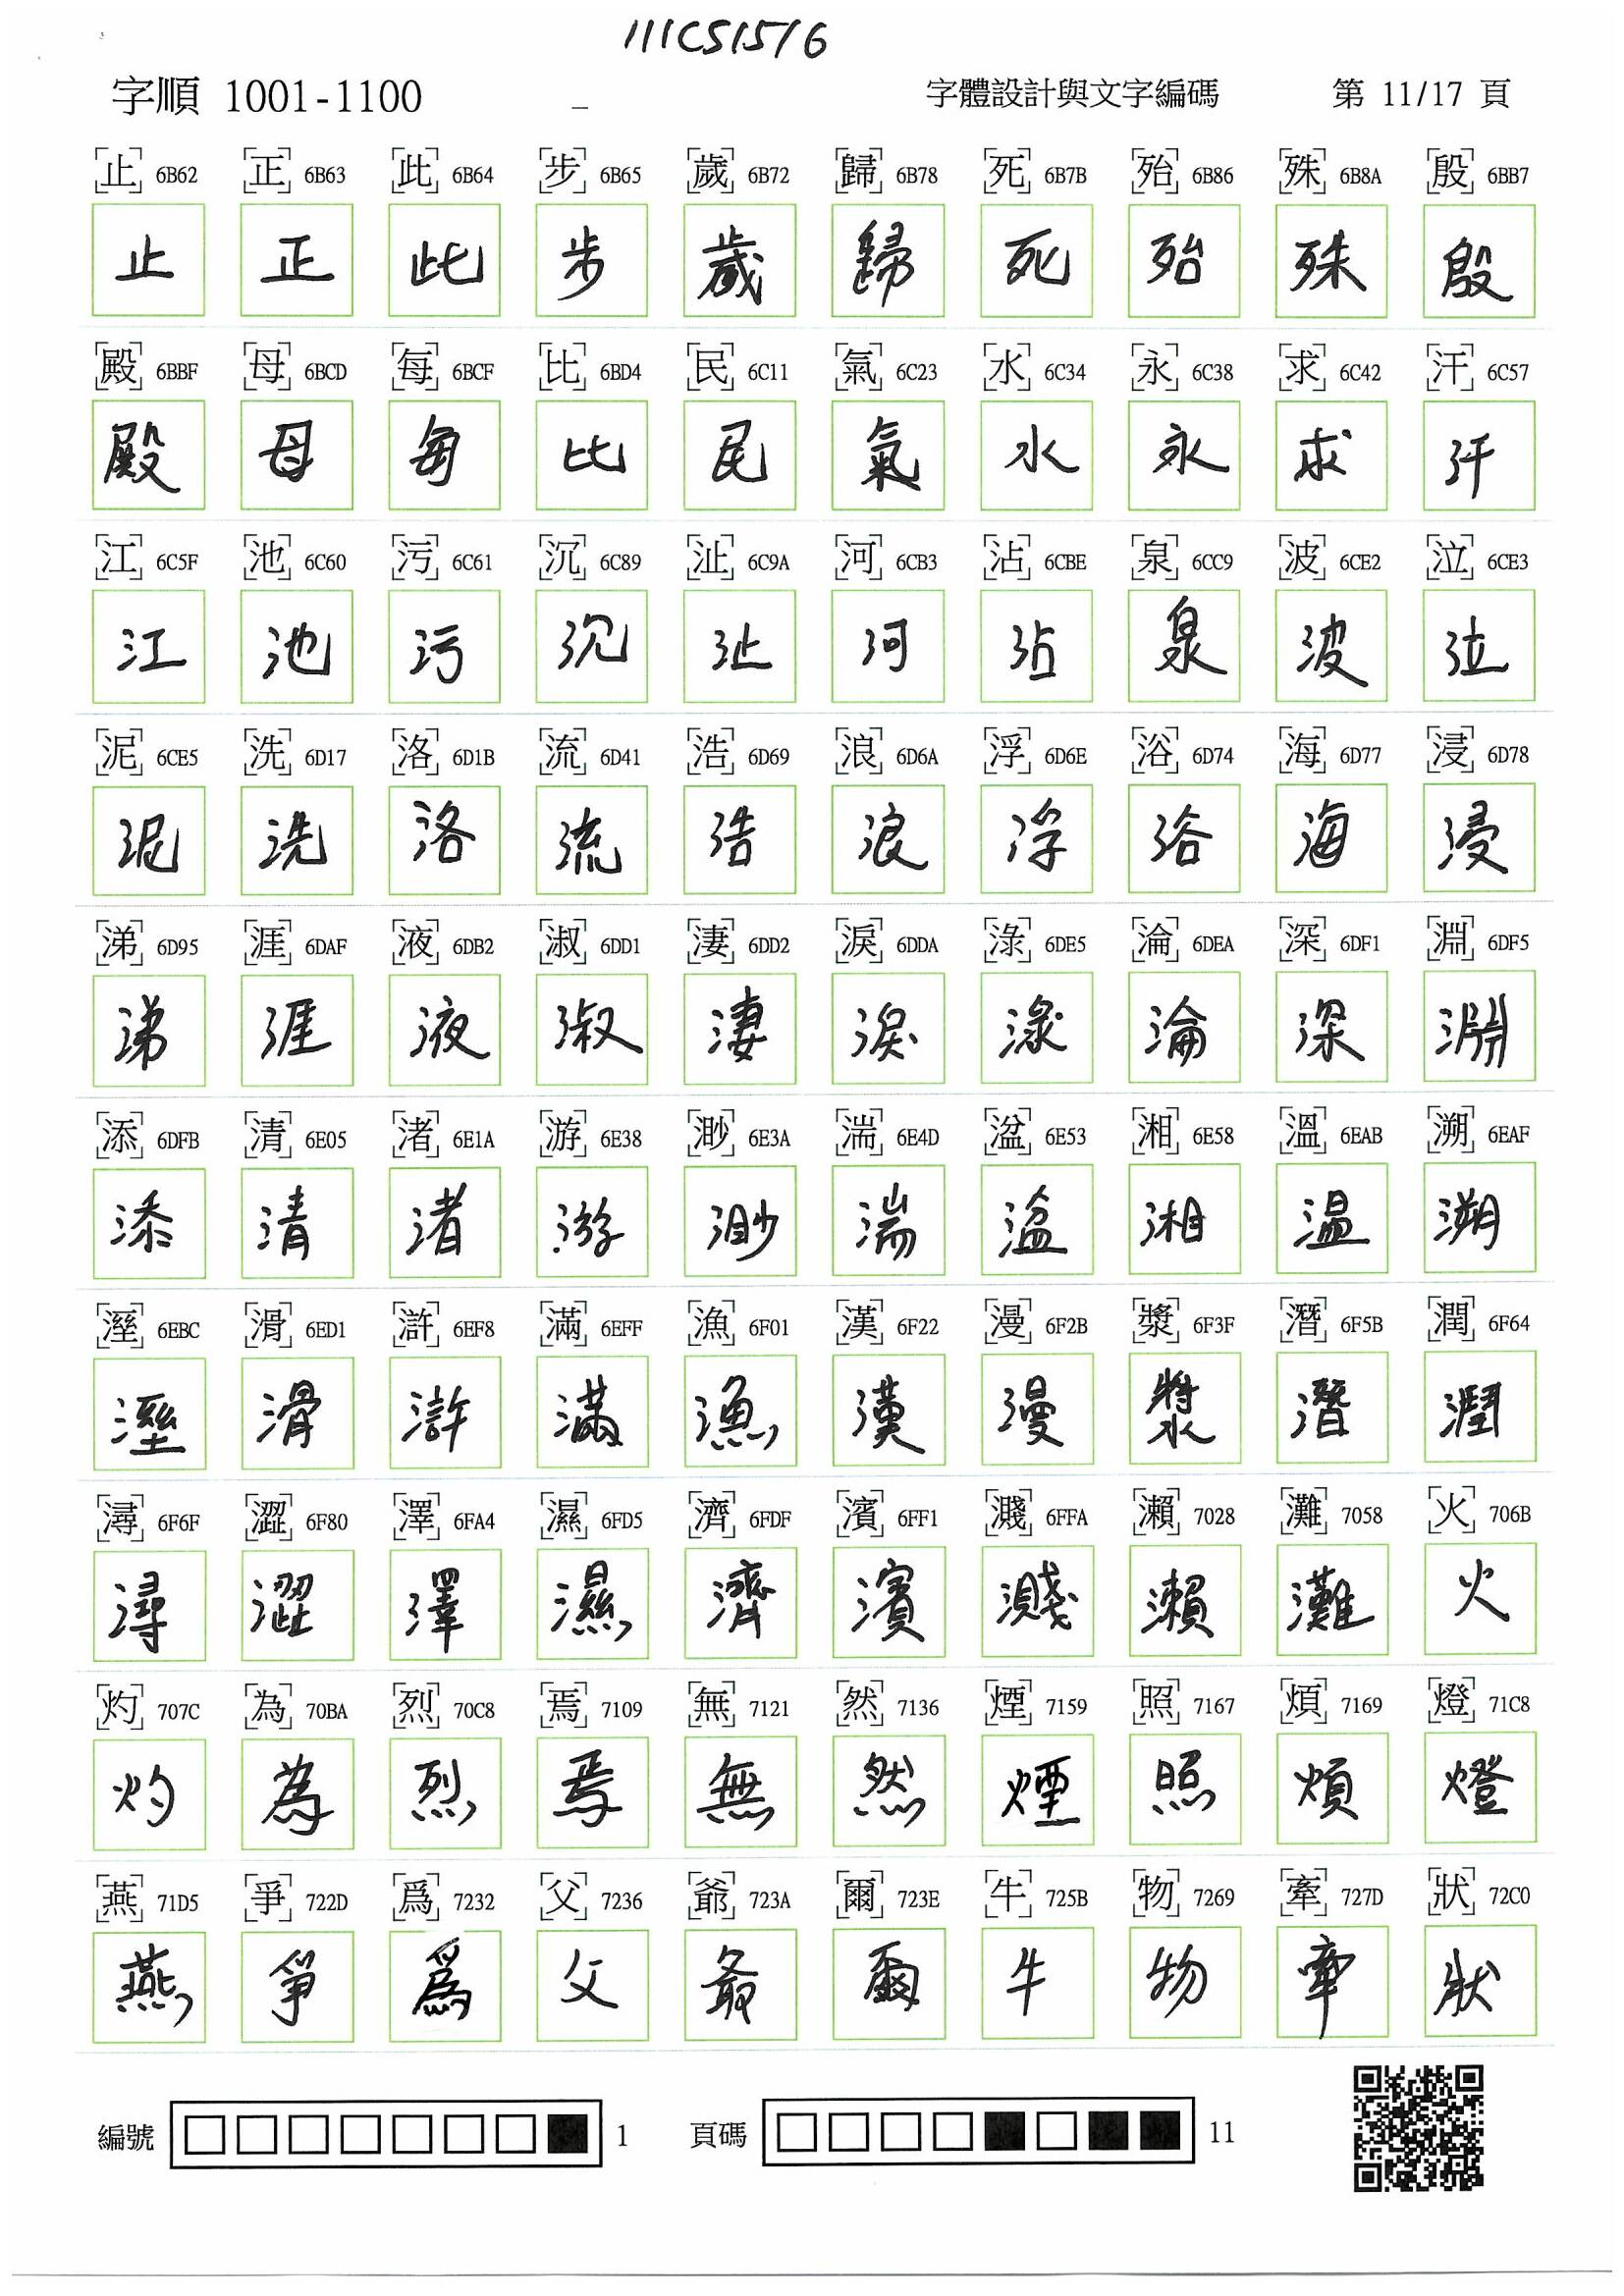 111CS1516
字順 1001-1100 _ 字體設計與文字編碼 第 11/17 頁
止 6B62 正 6B63 此 6B64 步 6B65 歲 6B72 歸 6B78 死 6B7B 殆 6B86 殊 6B8A 殷 6BB7
止 正 此 步 歲 歸 死 殆 殊 殷
殿 6BBF 母 6BCD 每 6BCF 比 6BD4 民 6C11 氣 6C23 水 6C34 永 6C38 求 6C42 汗 6C57
殿 母 每 比 民 氣 水 永 求 汗
江 6C5F 池 6C60 污 6C61 沉 6C89 沚 6C9A 河 6CB3 沾 6CBE 泉 6CC9 波 6CE2 泣 6CE3
江 池 污 沉 沚 河 沾 泉 波 泣
泥 6CE5 洗 6D17 洛 6D1B 流 6D41 浩 6D69 浪 6D6A 浮 6D6E 浴 6D74 海 6D77 浸 6D78
泥 洗 洛 流 浩 浪 浮 浴 海 浸
涕 6D95 涯 6DAF 液 6DB2 淑 6DD1 淒 6DD2 淚 6DDA 淥 6DE5 淪 6DEA 深 6DF1 淵 6DF5
涕 涯 液 淑 淒 淚 淥 淪 深 淵
添 6DFB 清 6E05 渚 6E1A 游 6E38 渺 6E3A 湍 6E4D 湓 6E53 湘 6E58 溫 6EAB 溯 6EAF
添 清 渚 游 渺 湍 湓 湘 溫 溯
溼 6EBC 滑 6ED1 滸 6EF8 滿 6EFF 漁 6F01 漢 6F22 漫 6F2B 漿 6F3F 潛 6F5B 潤 6F64
溼 滑 滸 滿 漁 漢 漫 漿 潛 潤
潯 6F6F 澀 6F80 澤 6FA4 濕 6FD5 濟 6FDF 濱 6FF1 濺 6FFA 瀨 7028 灘 7058 火 706B
潯 澀 澤 濕 濟 濱 濺 瀨 灘 火
灼 707C 為 70BA 烈 70C8 焉 7109 無 7121 然 7136 煙 7159 照 7167 煩 7169 燈 71C8
灼 為 烈 焉 無 然 煙 照 煩 燈
燕 71D5 爭 722D 爲 7232 父 7236 爺 723A 爾 723E 牛 725B 物 7269 牽 727D 狀 72C0
燕 爭 爲 父 爺 爾 牛 物 牽 狀
編號 1 頁碼 11